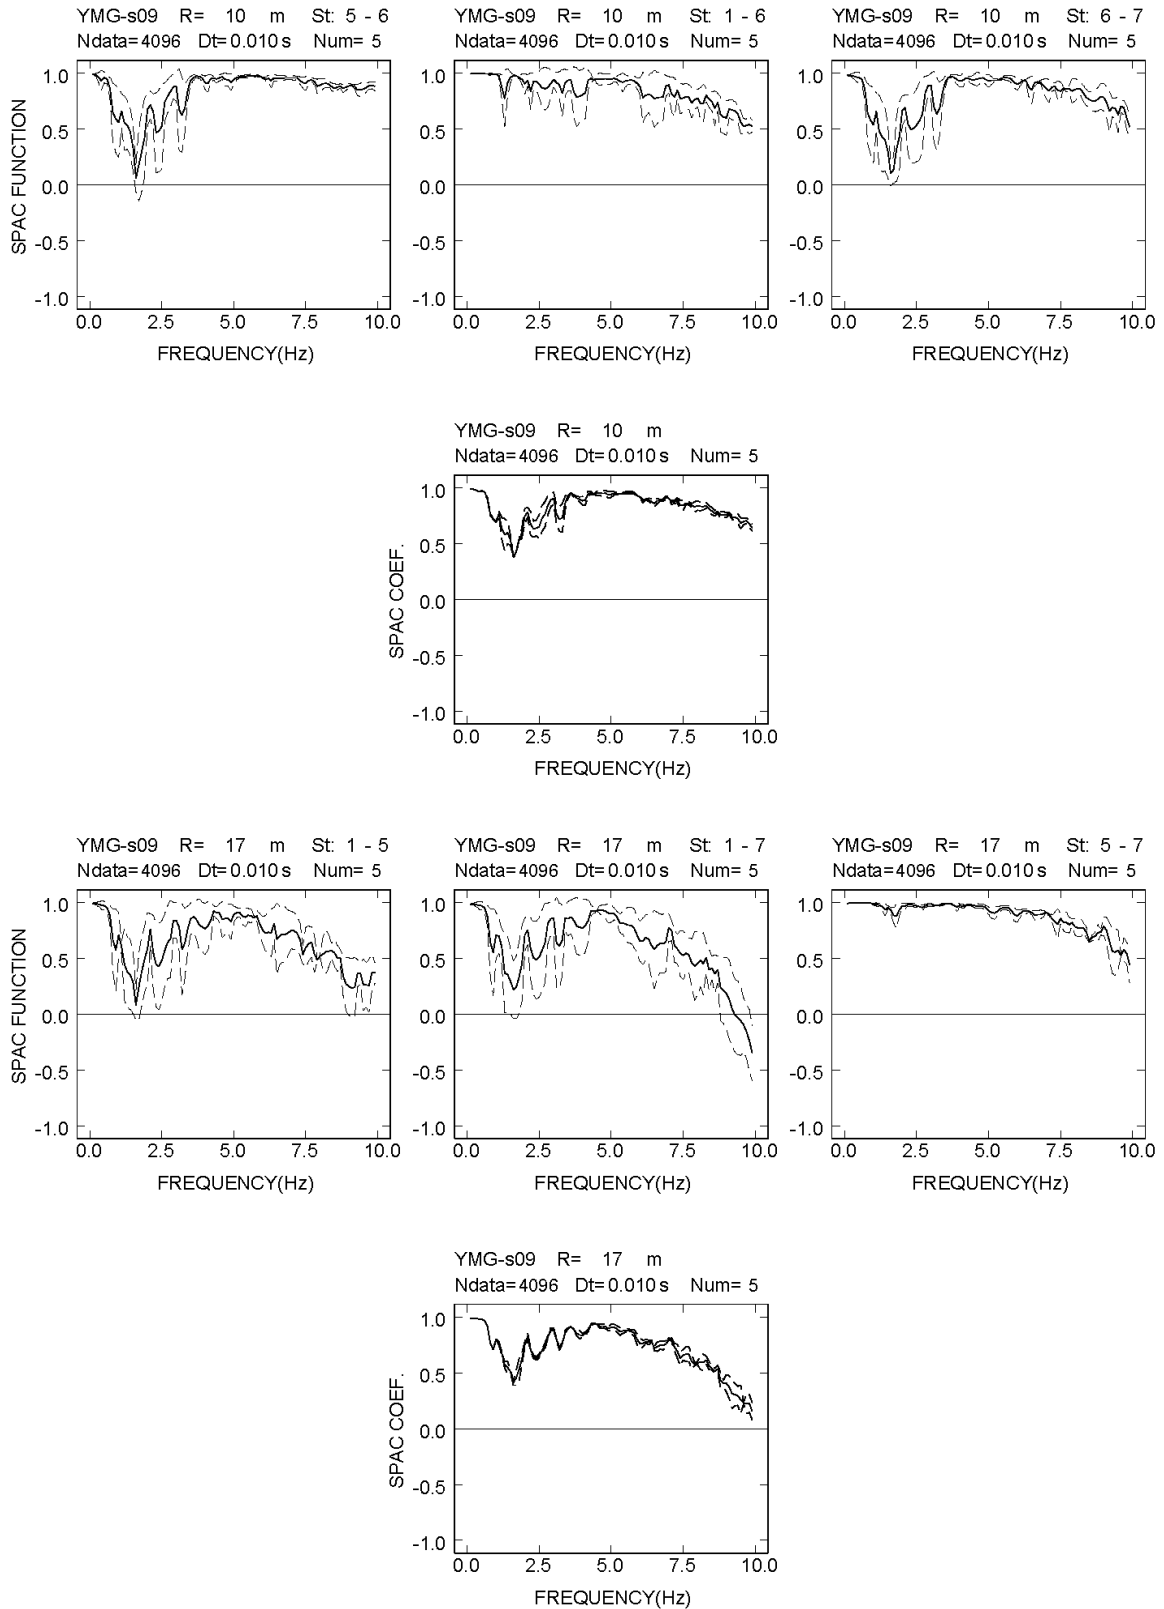 YMG-s09 R= 10 m St: 5 - 6
Ndata=4096 Dt=0.010 s Num= 5
SPAC FUNCTION
1.0
0.5
0.0
-0.5
-1.0
0.0 2.5 5.0 7.5 10.0
FREQUENCY(Hz)
YMG-s09 R= 10 m St: 1 - 6
Ndata=4096 Dt=0.010 s Num= 5
1.0
0.5
0.0
-0.5
-1.0
0.0 2.5 5.0 7.5 10.0
FREQUENCY(Hz)
YMG-s09 R= 10 m St: 6 - 7
Ndata=4096 Dt=0.010 s Num= 5
1.0
0.5
0.0
-0.5
-1.0
0.0 2.5 5.0 7.5 10.0
FREQUENCY(Hz)
YMG-s09 R= 10 m
Ndata=4096 Dt=0.010 s Num= 5
SPAC COEF.
1.0
0.5
0.0
-0.5
-1.0
0.0 2.5 5.0 7.5 10.0
FREQUENCY(Hz)
YMG-s09 R= 17 m St: 1 - 5
Ndata=4096 Dt=0.010 s Num= 5
SPAC FUNCTION
1.0
0.5
0.0
-0.5
-1.0
0.0 2.5 5.0 7.5 10.0
FREQUENCY(Hz)
YMG-s09 R= 17 m St: 1 - 7
Ndata=4096 Dt=0.010 s Num= 5
1.0
0.5
0.0
-0.5
-1.0
0.0 2.5 5.0 7.5 10.0
FREQUENCY(Hz)
YMG-s09 R= 17 m St: 5 - 7
Ndata=4096 Dt=0.010 s Num= 5
1.0
0.5
0.0
-0.5
-1.0
0.0 2.5 5.0 7.5 10.0
FREQUENCY(Hz)
YMG-s09 R= 17 m
Ndata=4096 Dt=0.010 s Num= 5
SPAC COEF.
1.0
0.5
0.0
-0.5
-1.0
0.0 2.5 5.0 7.5 10.0
FREQUENCY(Hz)